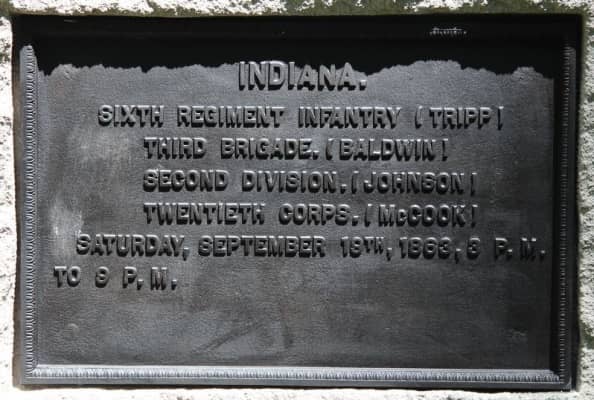 INDIANA.
SIXTH REGIMENT INFANTRY (TRIPP)
THIRD BRIGADE. (BALDWIN)
SECOND DIVISION. (JOHNSON)
TWENTIETH CORPS. (McCOOK)
SATURDAY, SEPTEMBER 19TH, 1863, 3 P. M.
TO 9 P. M.